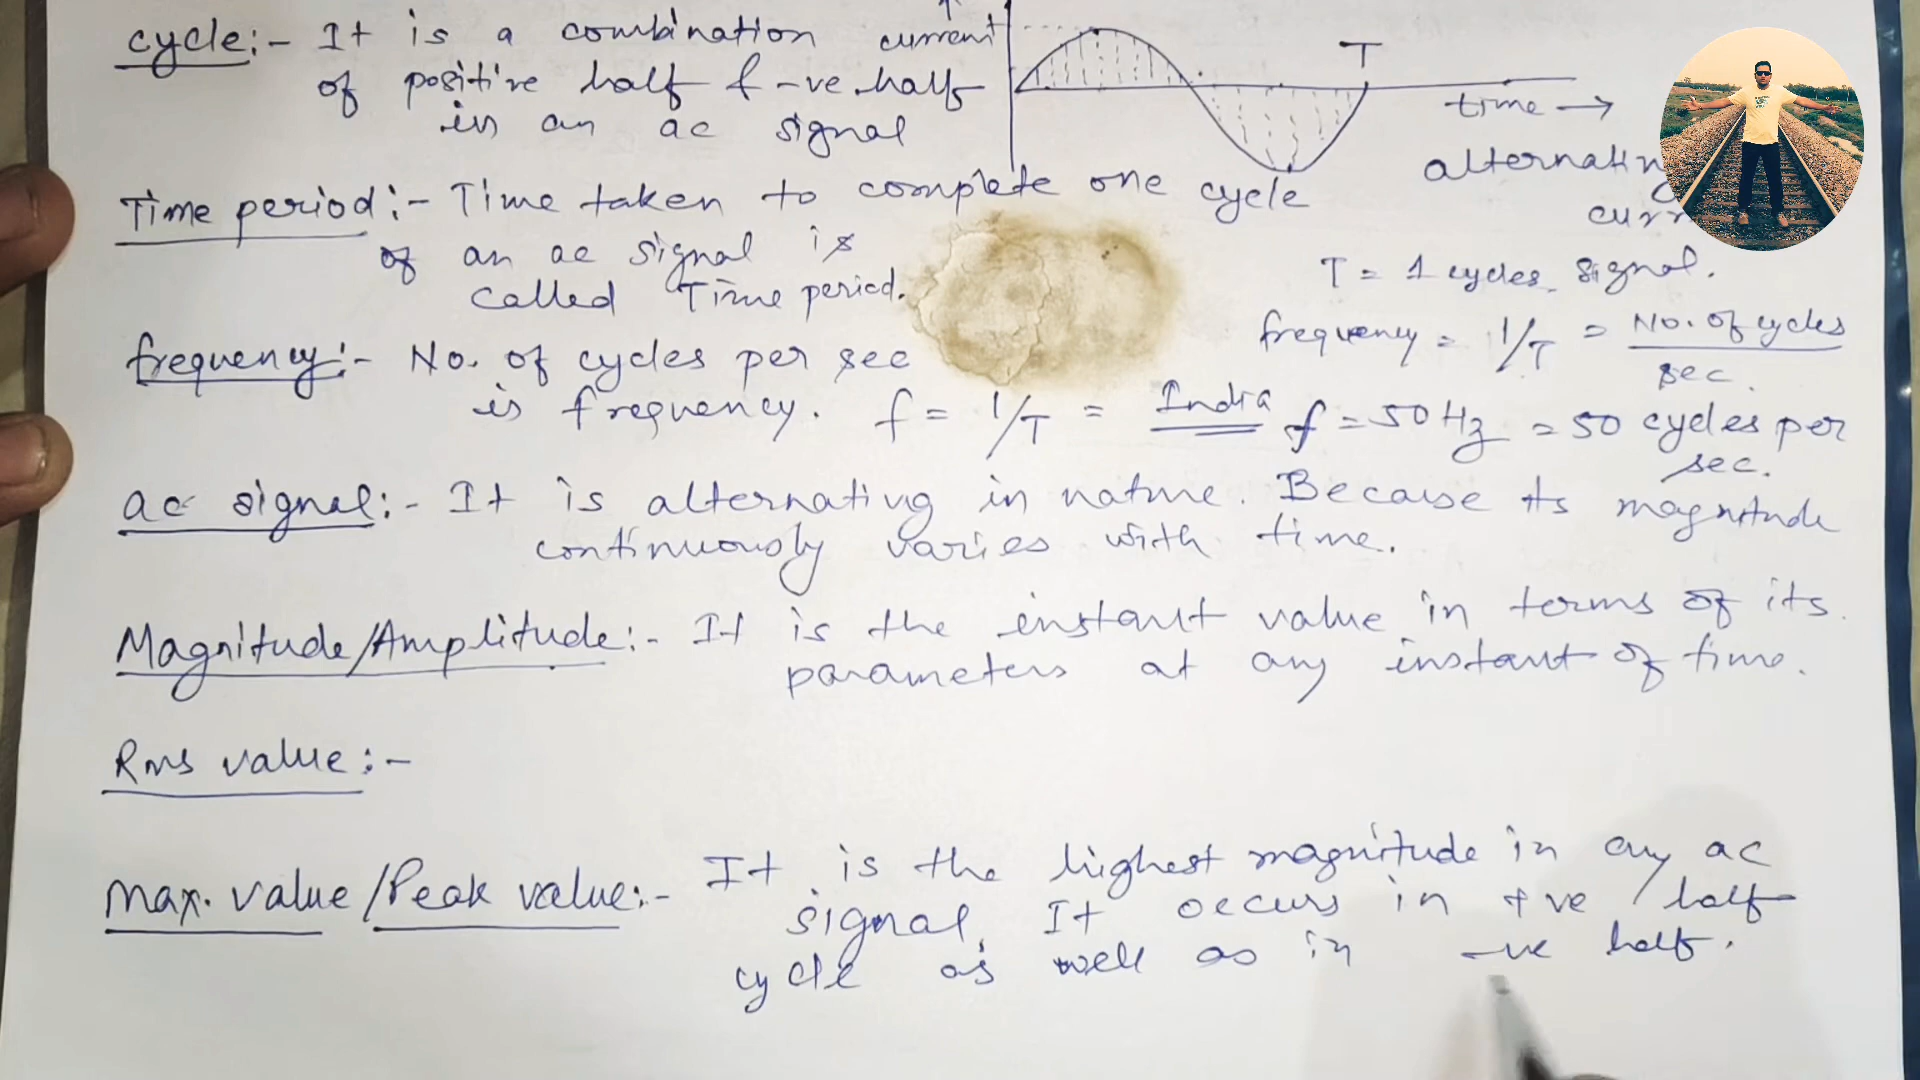 cycle:- It is a combination
of positive half & -ve half
in an ac signal
current
T
time →
alternating
curr
Time period:- Time taken to complete one cycle
of an ac signal is
called Time period.
T = 1 cycles signal.
frequency = 1/T = No. of cycles
sec.
frequency:- No. of cycles per sec
is frequency. f = 1/T = India f = 50 Hz = 50 cycles per
sec.
ac signal:- It is alternating in nature. Because its magnitude
continuously varies with time.
Magnitude/Amplitude:- It is the instant value in terms of its
parameters at any instant of time.
Rms value:-
Max. value/Peak value:- It is the highest magnitude in any ac
signal. It occurs in +ve half
cycle as well as in -ve half.